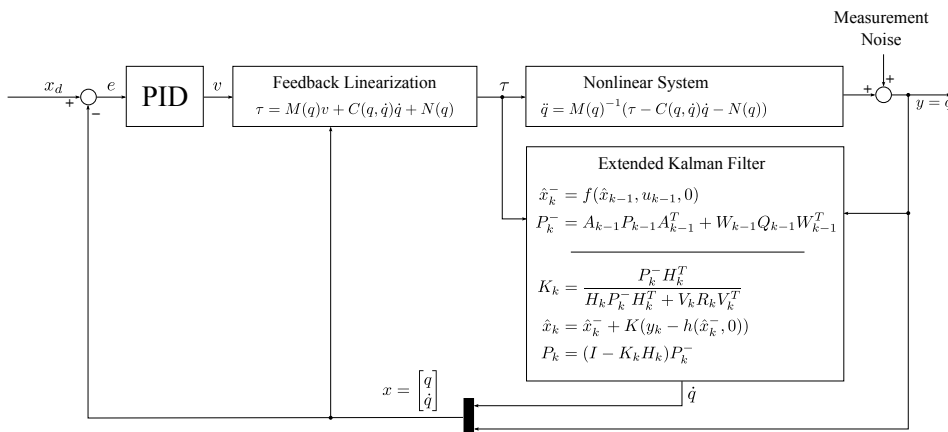 Measurement
Noise
x_d
+
−
e
PID
v
Feedback Linearization
τ = M(q)v + C(q, q̇)q̇ + N(q)
τ
Nonlinear System
q̈ = M(q)^{-1}(τ − C(q, q̇)q̇ − N(q))
+
+
y = q
Extended Kalman Filter
x̂_k^- = f(x̂_{k-1}, u_{k-1}, 0)
P_k^- = A_{k-1}P_{k-1}A_{k-1}^T + W_{k-1}Q_{k-1}W_{k-1}^T
K_k = \frac{P_k^- H_k^T}{H_k P_k^- H_k^T + V_k R_k V_k^T}
x̂_k = x̂_k^- + K(y_k − h(x̂_k^-, 0))
P_k = (I − K_k H_k)P_k^-
x = [q q̇]
q̇